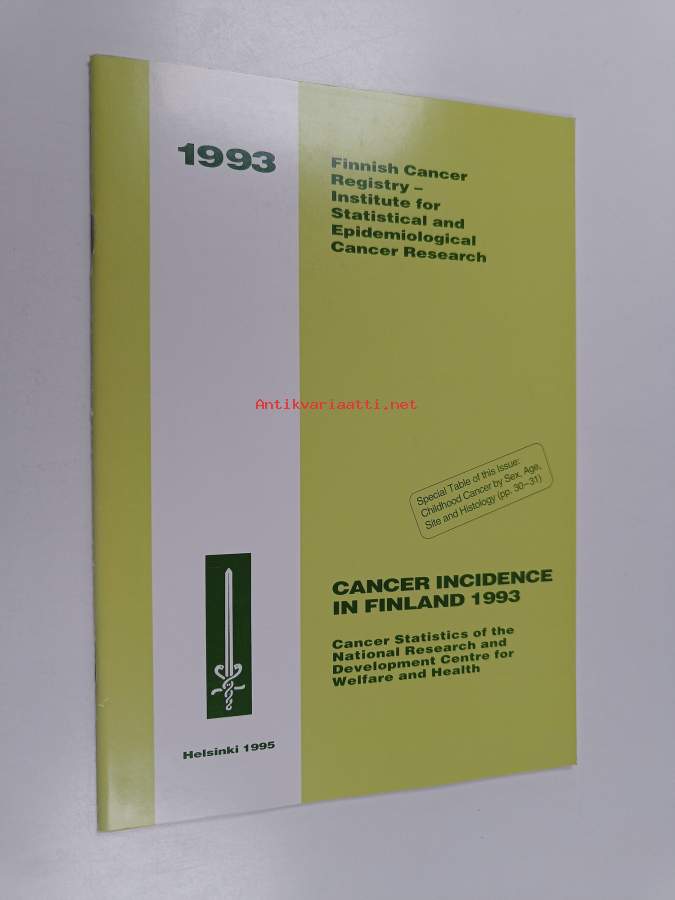 1993
Finnish Cancer
Registry –
Institute for
Statistical and
Epidemiological
Cancer Research
Antikvariaatti.net
Special Table of this Issue:
Childhood Cancer by Sex, Age,
Site and Histology (pp. 30–31)
CANCER INCIDENCE
IN FINLAND 1993
Cancer Statistics of the
National Research and
Development Centre for
Welfare and Health
Helsinki 1995